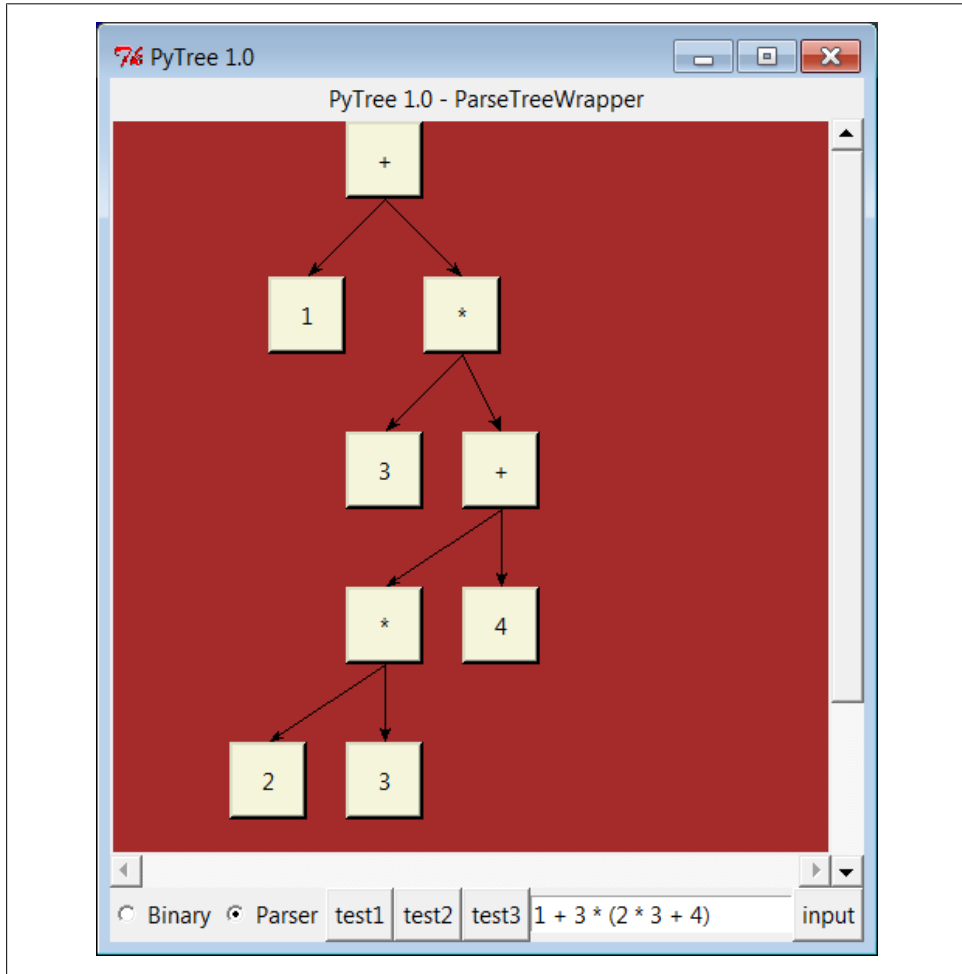 PyTree 1.0
PyTree 1.0 - ParseTreeWrapper
+
1 *
3 +
* 4
2 3
Binary Parser test1 test2 test3 1 + 3 * (2 * 3 + 4) input